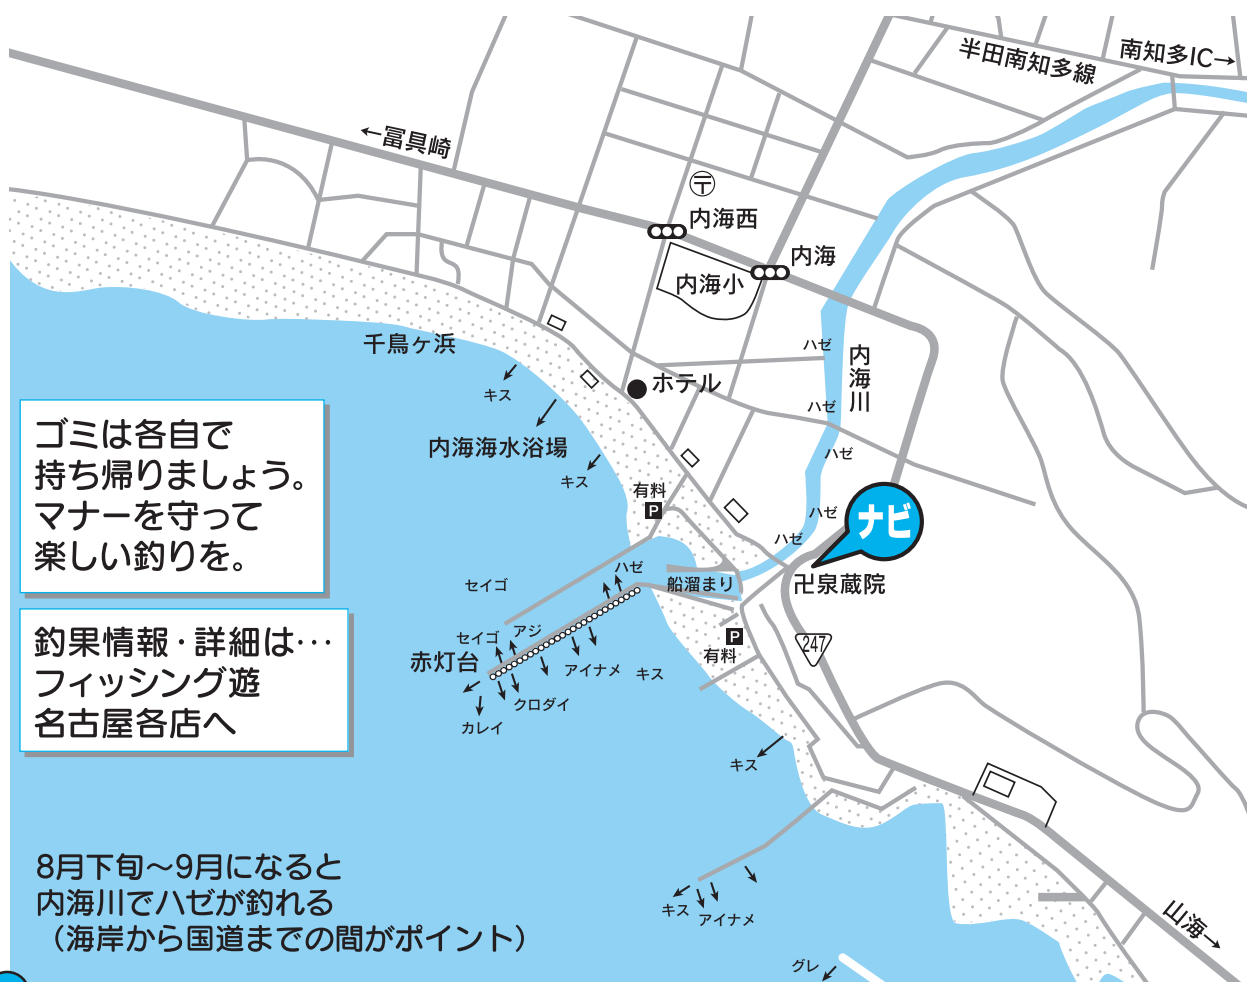 半田南知多線
南知多IC→
←冨具崎
〒
内海西
内海
内海小
千鳥ヶ浜
キス
ホテル
ハゼ
内海川
ハゼ
内海海水浴場
キス
ハゼ
有料
P
ハゼ
ナビ
ハゼ
ゴミは各自で
持ち帰りましょう。
マナーを守って
楽しい釣りを。
セイゴ
ハゼ
船溜まり
卍泉蔵院
釣果情報・詳細は…
フィッシング遊
名古屋各店へ
セイゴ
アジ
赤灯台
アイナメ
キス
P
有料
247
クロダイ
カレイ
キス
8月下旬～9月になると
内海川でハゼが釣れる
（海岸から国道までの間がポイント）
キス
アイナメ
山海→
グレ